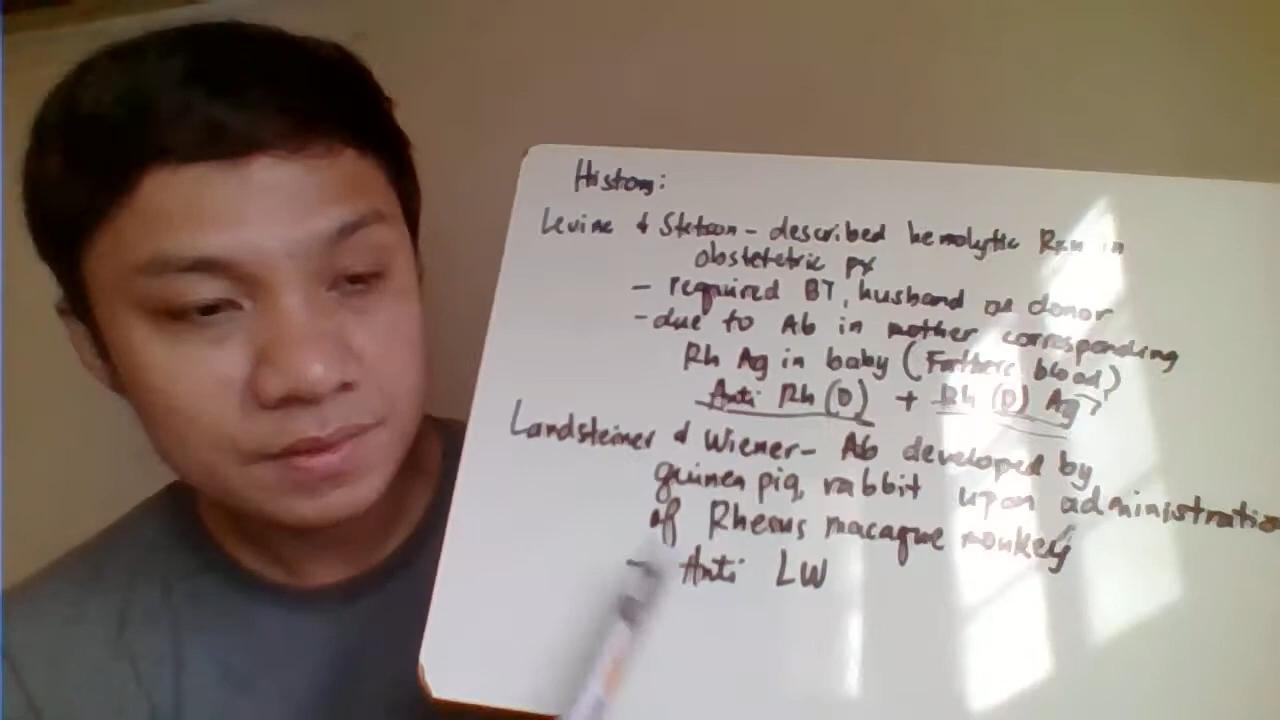 History:
Levine & Stetson - described hemolytic Rxn in
obstetetric px
- required BT, husband as donor
- due to Ab in mother corresponding
Rh Ag in baby (Fathers blood)
Anti Rh (D) + Rh (D) Ag
Landsteiner & Wiener - Ab developed by
guinea pig, rabbit upon administratio
of Rhesus macaque monkey
- Anti LW